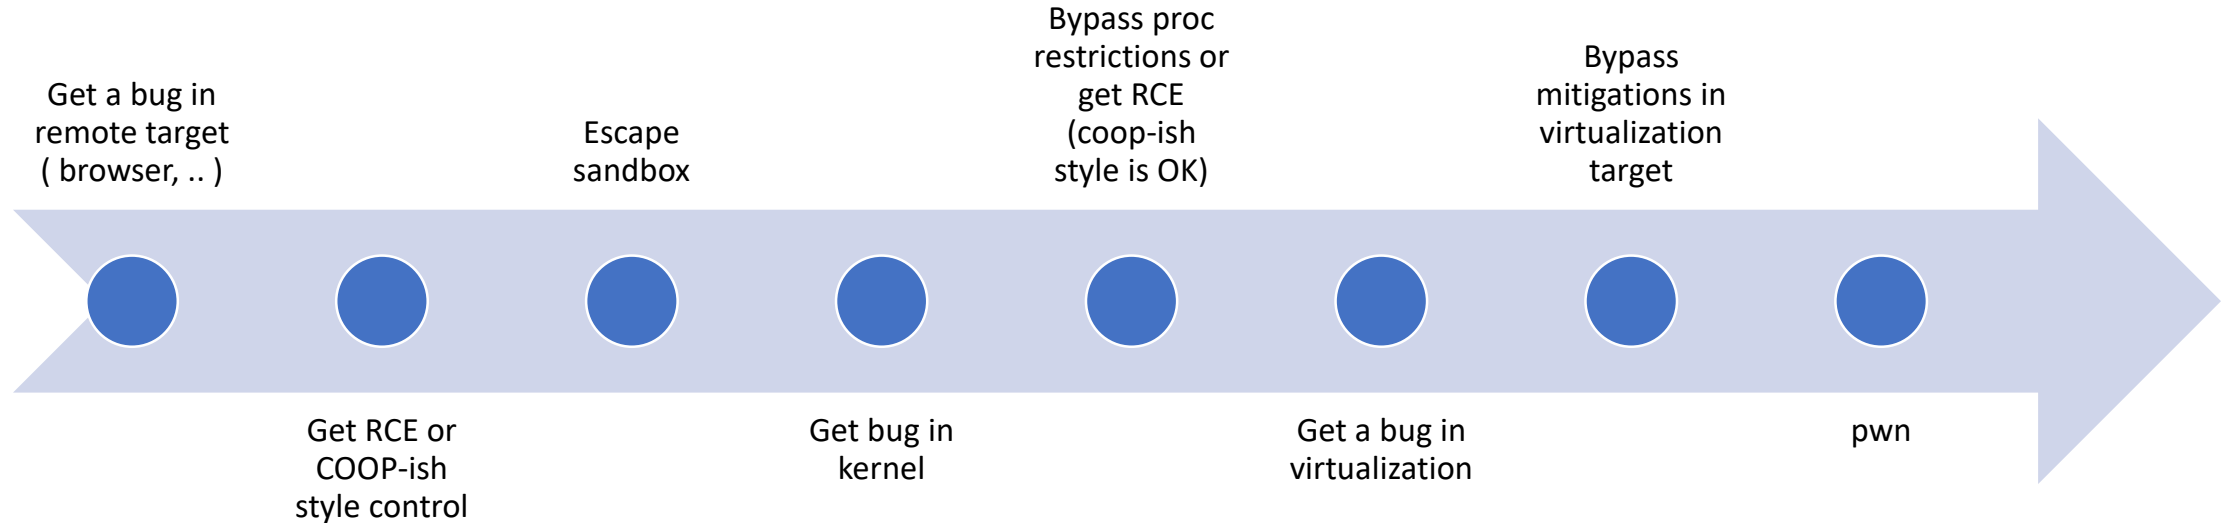 Get a bug in
remote target
( browser, .. )
Get RCE or
COOP-ish
style control
Escape
sandbox
Get bug in
kernel
Bypass proc
restrictions or
get RCE
(coop-ish
style is OK)
Get a bug in
virtualization
Bypass
mitigations in
virtualization
target
pwn